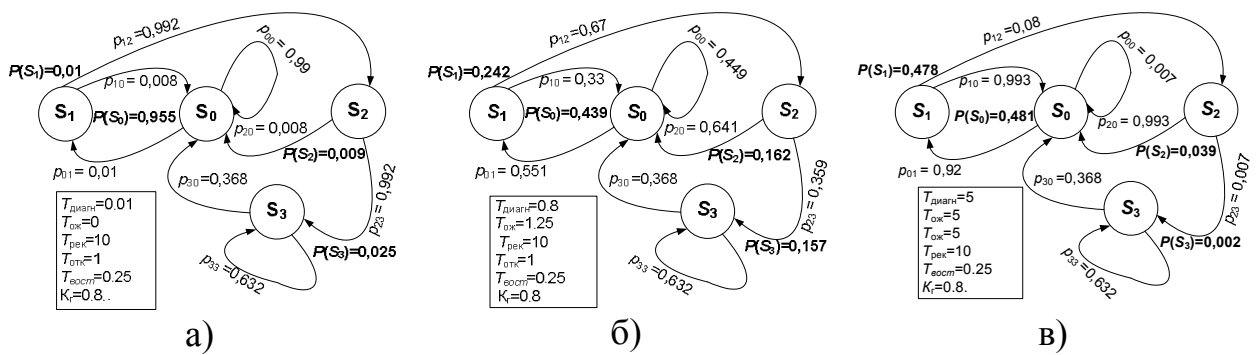 p12=0,992
p00=0,99
P(S1)=0,01
p10=0,008
S1
P(S0)=0,955
S0
S2
p20=0,008
P(S2)=0,009
p01= 0,01
p30=0,368
p23= 0,992
S3
P(S3)=0,025
p33=0,632
Tдиагн=0.01
Tож=0
Tрек=10
Tотк=1
Tвост=0.25
Kг=0.8..
а)
p12=0,67
p00=0,449
P(S1)=0,242
p10=0,33
S1
P(S0)=0,439
S0
S2
p20=0,641
P(S2)=0,162
p01= 0,551
p30=0,368
p23= 0,359
S3
P(S3)=0,157
p33=0,632
Tдиагн=0.8
Tож=1.25
Tрек=10
Tотк=1
Tвост=0.25
Kг=0.8
б)
p12=0,08
p00= 0,007
P(S1)=0,478
p10=0,993
S1
P(S0)=0,481
S0
S2
p20= 0,993
P(S2)=0,039
p01= 0,92
p30=0,368
p23= 0,007
S3
P(S3)=0,002
p33=0,632
Tдиагн=5
Tож=5
Tож=5
Tрек=10
Tвост=0.25
Kг=0.8.
в)